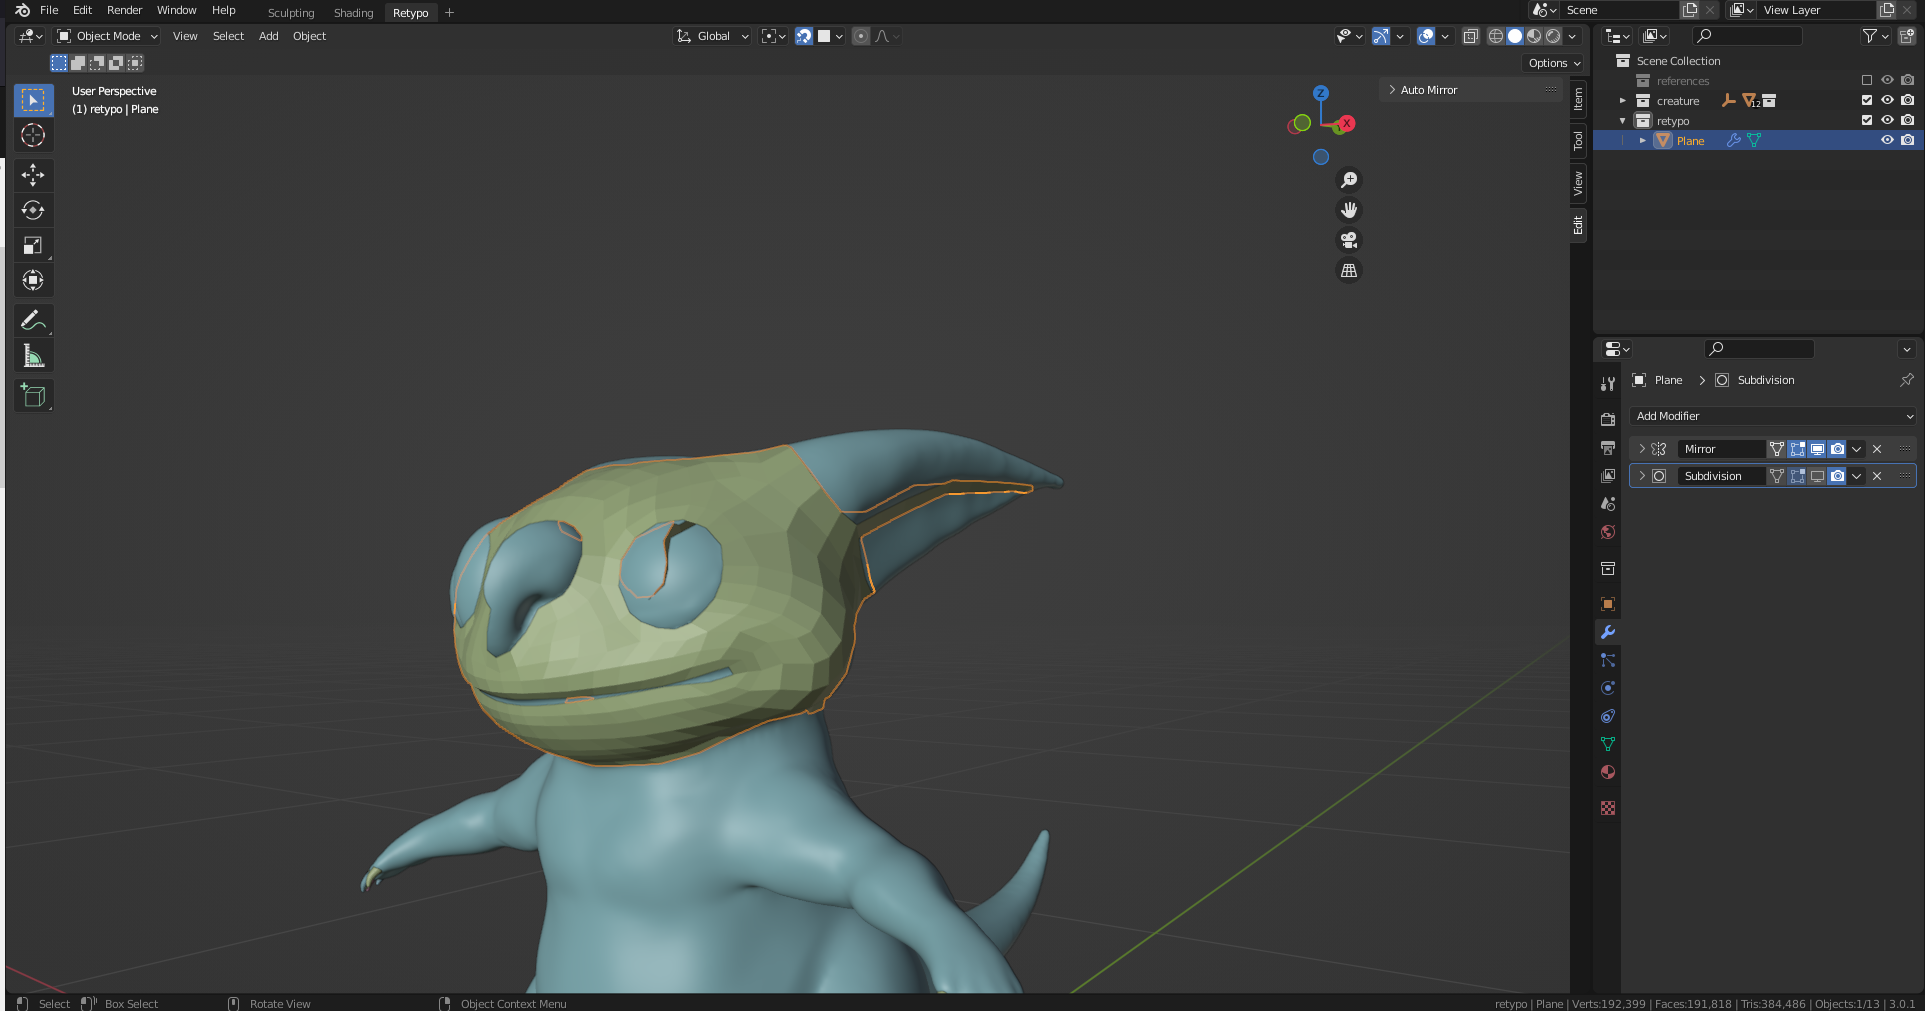 File Edit Render Window Help Sculpting Shading Retypo +
Scene View Layer
Object Mode View Select Add Object Global
Options
User Perspective
(1) retypo | Plane
Auto Mirror
Z
X
Item
Tool
View
Edit
Scene Collection
references
creature 12
retypo
Plane
Plane > Subdivision
Add Modifier
Mirror
Subdivision
Select Box Select Rotate View Object Context Menu
retypo | Plane | Verts:192,399 | Faces:191,818 | Tris:384,486 | Objects:1/13 | 3.0.1